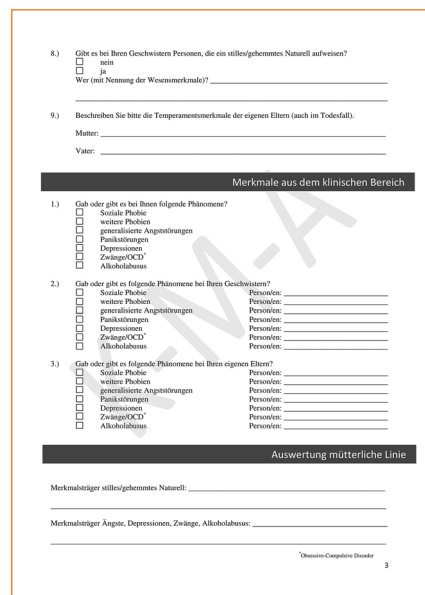 8.) Gibt es bei Ihren Geschwistern Personen, die ein stilles/gehemmtes Naturell aufweisen?
nein
ja
Wer (mit Nennung der Wesensmerkmale)?
9.) Beschreiben Sie bitte die Temperamentsmerkmale der eigenen Eltern (auch im Todesfall).
Mutter:
Vater:
Merkmale aus dem klinischen Bereich
1.) Gab oder gibt es bei Ihnen folgende Phänomene?
Soziale Phobie
weitere Phobien
generalisierte Angststörungen
Panikstörungen
Depressionen
Zwänge/OCD*
Alkoholabusus
2.) Gab oder gibt es folgende Phänomene bei Ihren Geschwistern?
Soziale Phobie Person/en:
weitere Phobien Person/en:
generalisierte Angststörungen Person/en:
Panikstörungen Person/en:
Depressionen Person/en:
Zwänge/OCD* Person/en:
Alkoholabusus Person/en:
3.) Gab oder gibt es folgende Phänomene bei Ihren eigenen Eltern?
Soziale Phobie Person/en:
weitere Phobien Person/en:
generalisierte Angststörungen Person/en:
Panikstörungen Person/en:
Depressionen Person/en:
Zwänge/OCD* Person/en:
Alkoholabusus Person/en:
K-M-A
Auswertung mütterliche Linie
Merkmalsträger stilles/gehemmtes Naturell:
Merkmalsträger Ängste, Depressionen, Zwänge, Alkoholabusus:
*Obsessive-Compulsive Disorder
3